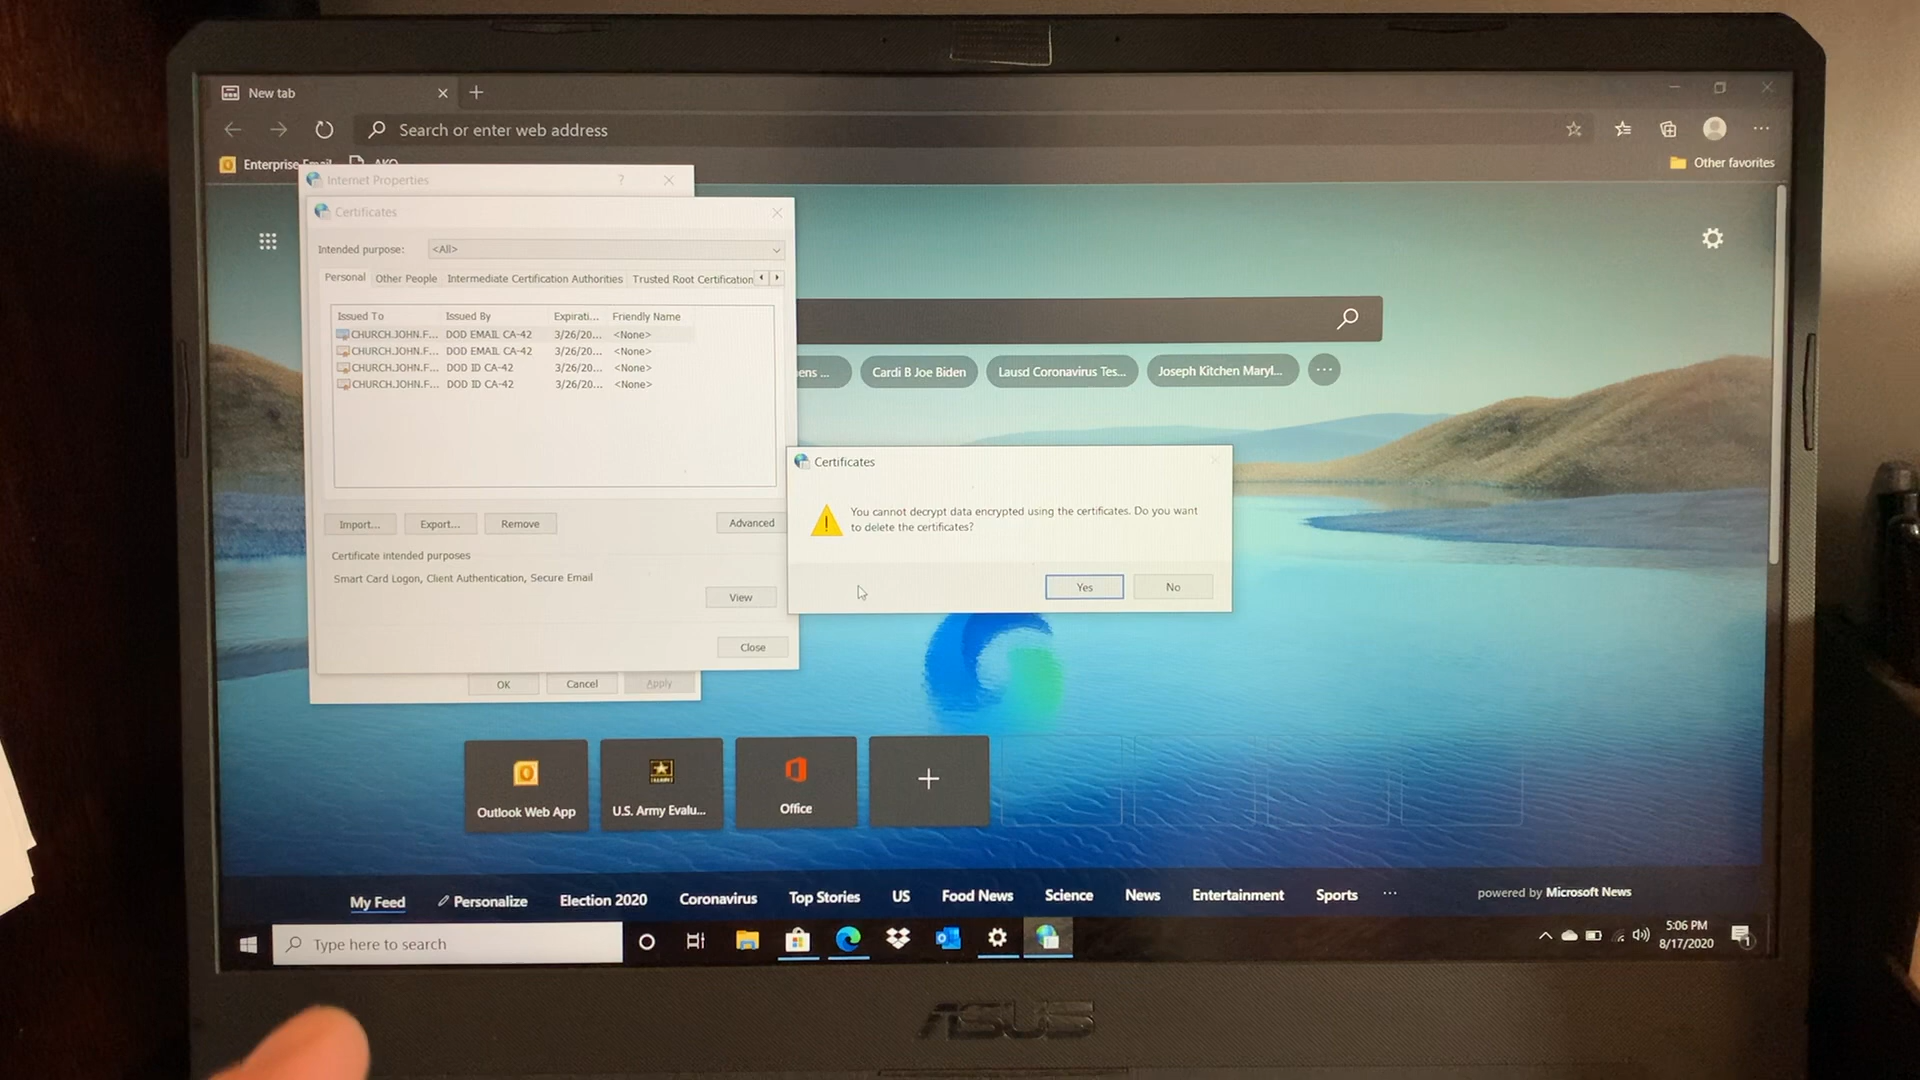 New tab
Search or enter web address
Enterprise Email
AKO
Other favorites
Internet Properties
?
Certificates
Intended purpose:
<All>
Personal Other People Intermediate Certification Authorities Trusted Root Certification
Issued To Issued By Expirati... Friendly Name
CHURCH.JOHN.F... DOD EMAIL CA-42 3/26/20... <None>
CHURCH.JOHN.F... DOD EMAIL CA-42 3/26/20... <None>
CHURCH.JOHN.F... DOD ID CA-42 3/26/20... <None>
CHURCH.JOHN.F... DOD ID CA-42 3/26/20... <None>
Import... Export... Remove Advanced
Certificate intended purposes
Smart Card Logon, Client Authentication, Secure Email
View
Close
OK Cancel Apply
ens ...
Cardi B Joe Biden
Lausd Coronavirus Tes...
Joseph Kitchen Maryl...
...
Certificates
You cannot decrypt data encrypted using the certificates. Do you want
to delete the certificates?
Yes No
Outlook Web App
U.S. Army Evalu...
Office
My Feed Personalize Election 2020 Coronavirus Top Stories US Food News Science News Entertainment Sports ...
powered by Microsoft News
Type here to search
5:06 PM
8/17/2020
1
ASUS